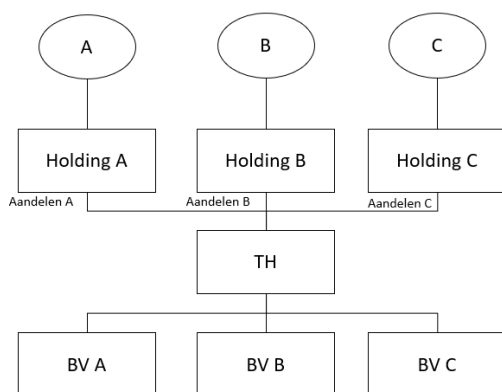 A
B
C
Holding A
Holding B
Holding C
Aandelen A
Aandelen B
Aandelen C
TH
BV A
BV B
BV C